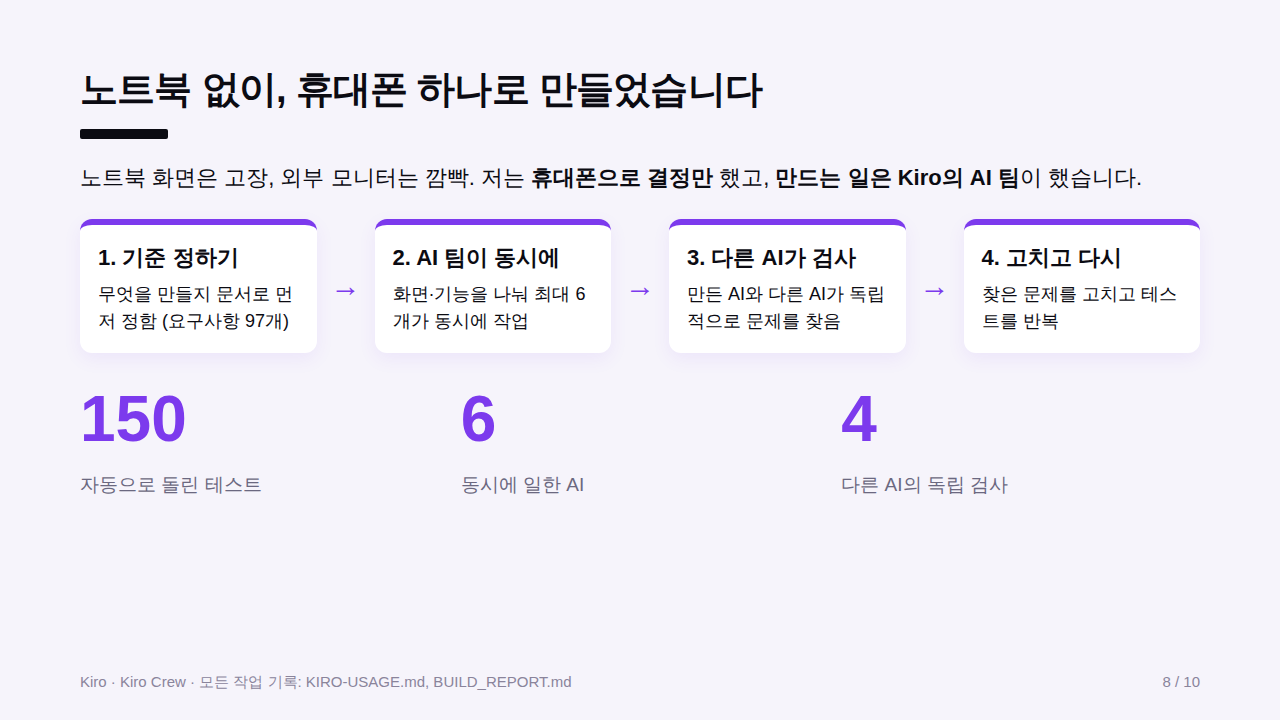 노트북 없이, 휴대폰 하나로 만들었습니다
노트북 화면은 고장, 외부 모니터는 깜빡. 저는 휴대폰으로 결정만 했고, 만드는 일은 Kiro의 AI 팀이 했습니다.
1. 기준 정하기
무엇을 만들지 문서로 먼
저 정함 (요구사항 97개)
→
2. AI 팀이 동시에
화면·기능을 나눠 최대 6
개가 동시에 작업
→
3. 다른 AI가 검사
만든 AI와 다른 AI가 독립
적으로 문제를 찾음
→
4. 고치고 다시
찾은 문제를 고치고 테스
트를 반복
150
자동으로 돌린 테스트
6
동시에 일한 AI
4
다른 AI의 독립 검사
Kiro · Kiro Crew · 모든 작업 기록: KIRO-USAGE.md, BUILD_REPORT.md
8 / 10